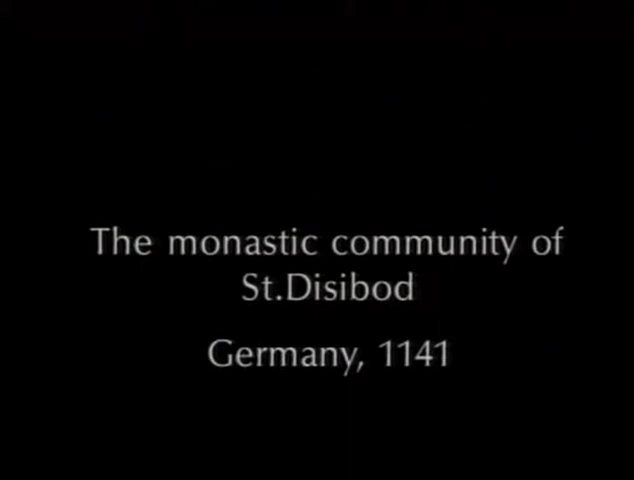 The monastic community of
St.Disibod
Germany, 1141